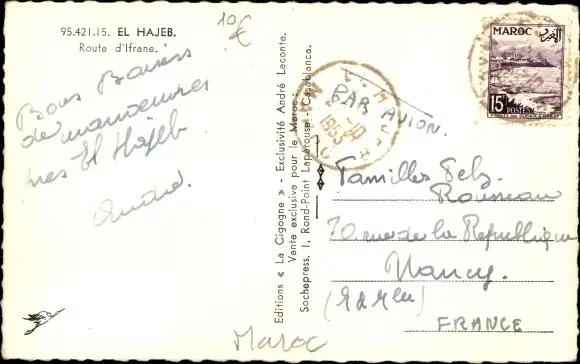 95.421.15. EL HAJEB.
Route d'Ifrane.
10€
Bons Baisers
de manoeuvres
près El Hajeb
André.
Editions « La Cigogne » - Exclusivité André Leconte.
Vente exclusive pour le Maroc :
Sochepress, 1, Rond-Point Lapérouse - Casablanca.
MAROC
15F
POSTES
PAR AVION.
Familles
Rousseau
70 rue de la République
Nancy.
(M & Mlle)
FRANCE
Maroc